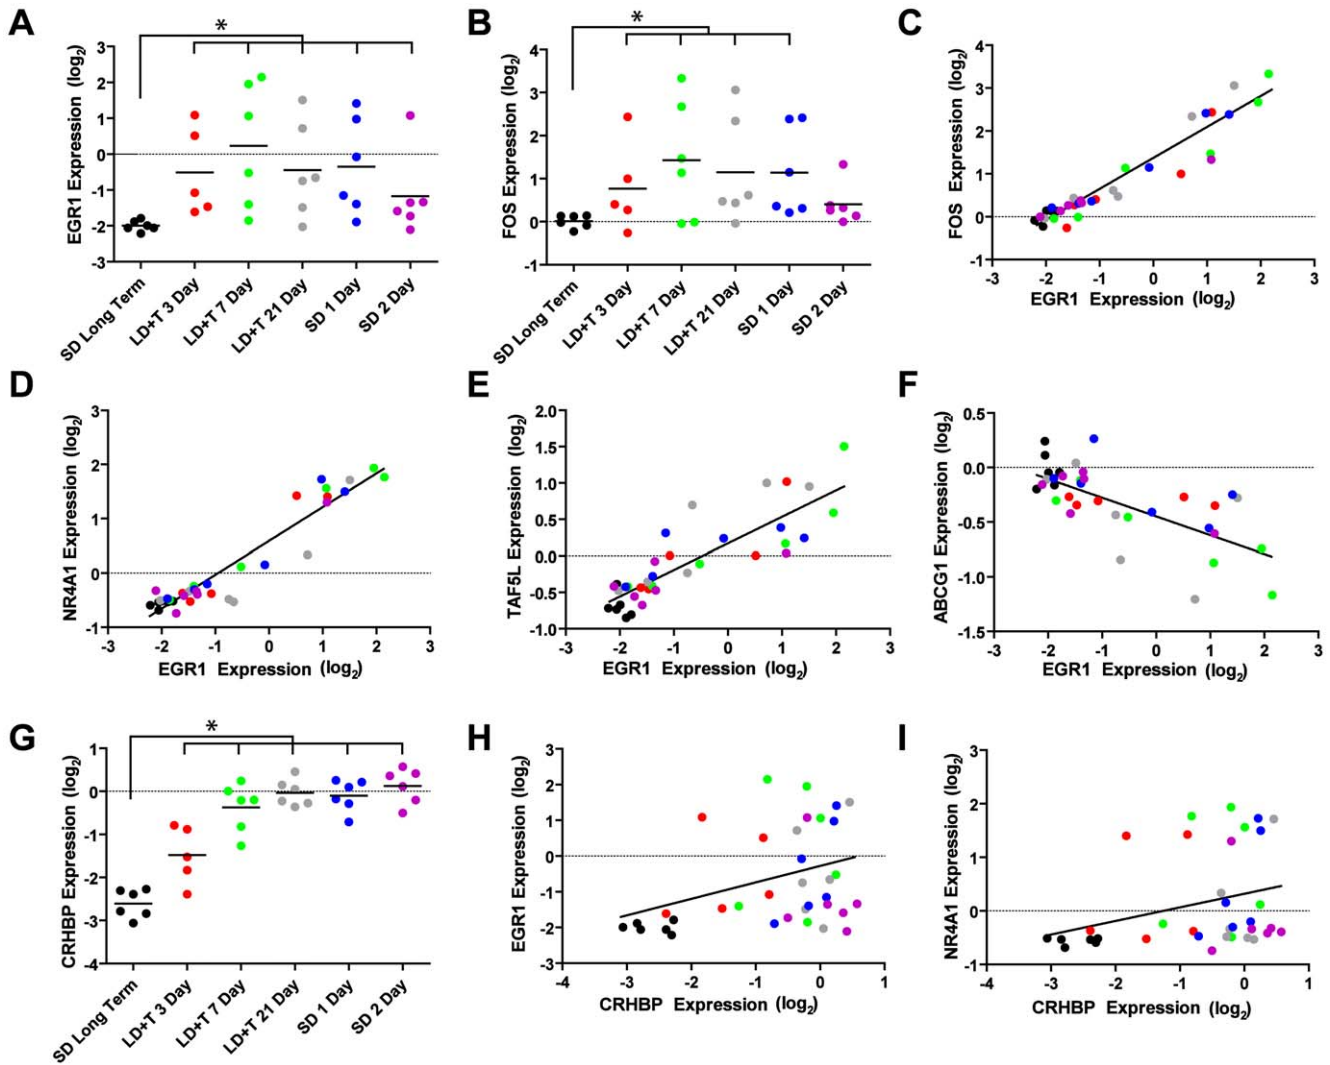 A
*
EGR1 Expression (log2)
3
2
1
0
-1
-2
-3
SD Long Term
LD+T 3 Day
LD+T 7 Day
LD+T 21 Day
SD 1 Day
SD 2 Day
B
*
FOS Expression (log2)
4
3
2
1
0
-1
SD Long Term
LD+T 3 Day
LD+T 7 Day
LD+T 21 Day
SD 1 Day
SD 2 Day
C
FOS Expression (log2)
4
3
2
1
0
-1
-3 -2 -1 0 1 2 3
EGR1 Expression (log2)
D
NR4A1 Expression (log2)
3
2
1
0
-1
-3 -2 -1 0 1 2 3
EGR1 Expression (log2)
E
TAF5L Expression (log2)
2.0
1.5
1.0
0.5
0.0
-0.5
-1.0
-3 -2 -1 0 1 2 3
EGR1 Expression (log2)
F
ABCG1 Expression (log2)
0.5
0.0
-0.5
-1.0
-1.5
-3 -2 -1 0 1 2 3
EGR1 Expression (log2)
G
*
CRHBP Expression (log2)
1
0
-1
-2
-3
-4
SD Long Term
LD+T 3 Day
LD+T 7 Day
LD+T 21 Day
SD 1 Day
SD 2 Day
H
EGR1 Expression (log2)
3
2
1
0
-1
-2
-3
-4 -3 -2 -1 0 1
CRHBP Expression (log2)
I
NR4A1 Expression (log2)
3
2
1
0
-1
-4 -3 -2 -1 0 1
CRHBP Expression (log2)